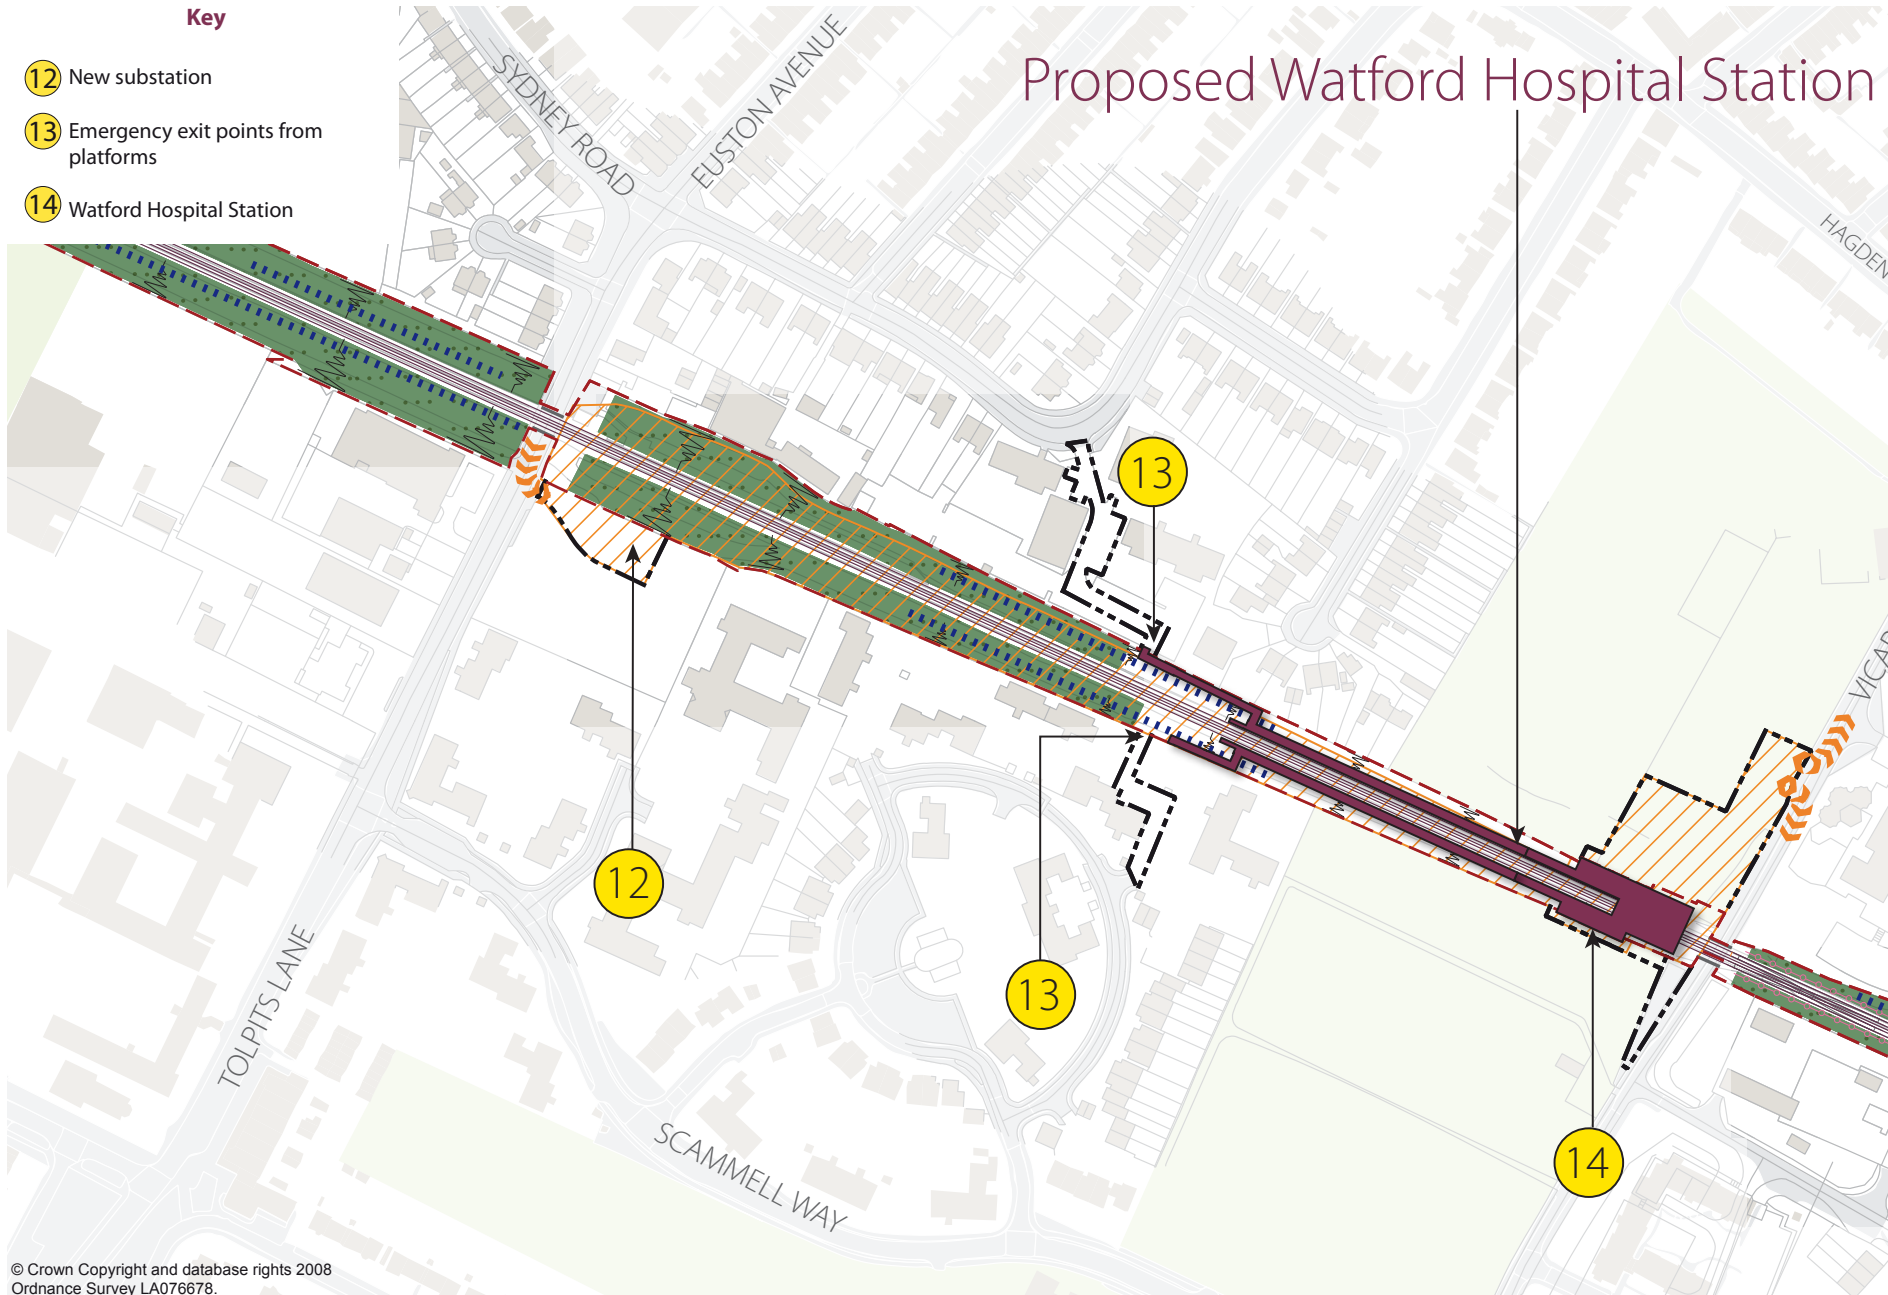 Key
12 New substation
13 Emergency exit points from
platforms
14 Watford Hospital Station
Proposed Watford Hospital Station
SYDNEY ROAD
EUSTON AVENUE
HAGDEN
VICAR
13
12
13
14
TOLPITS LANE
SCAMMELL WAY
© Crown Copyright and database rights 2008
Ordnance Survey LA076678.